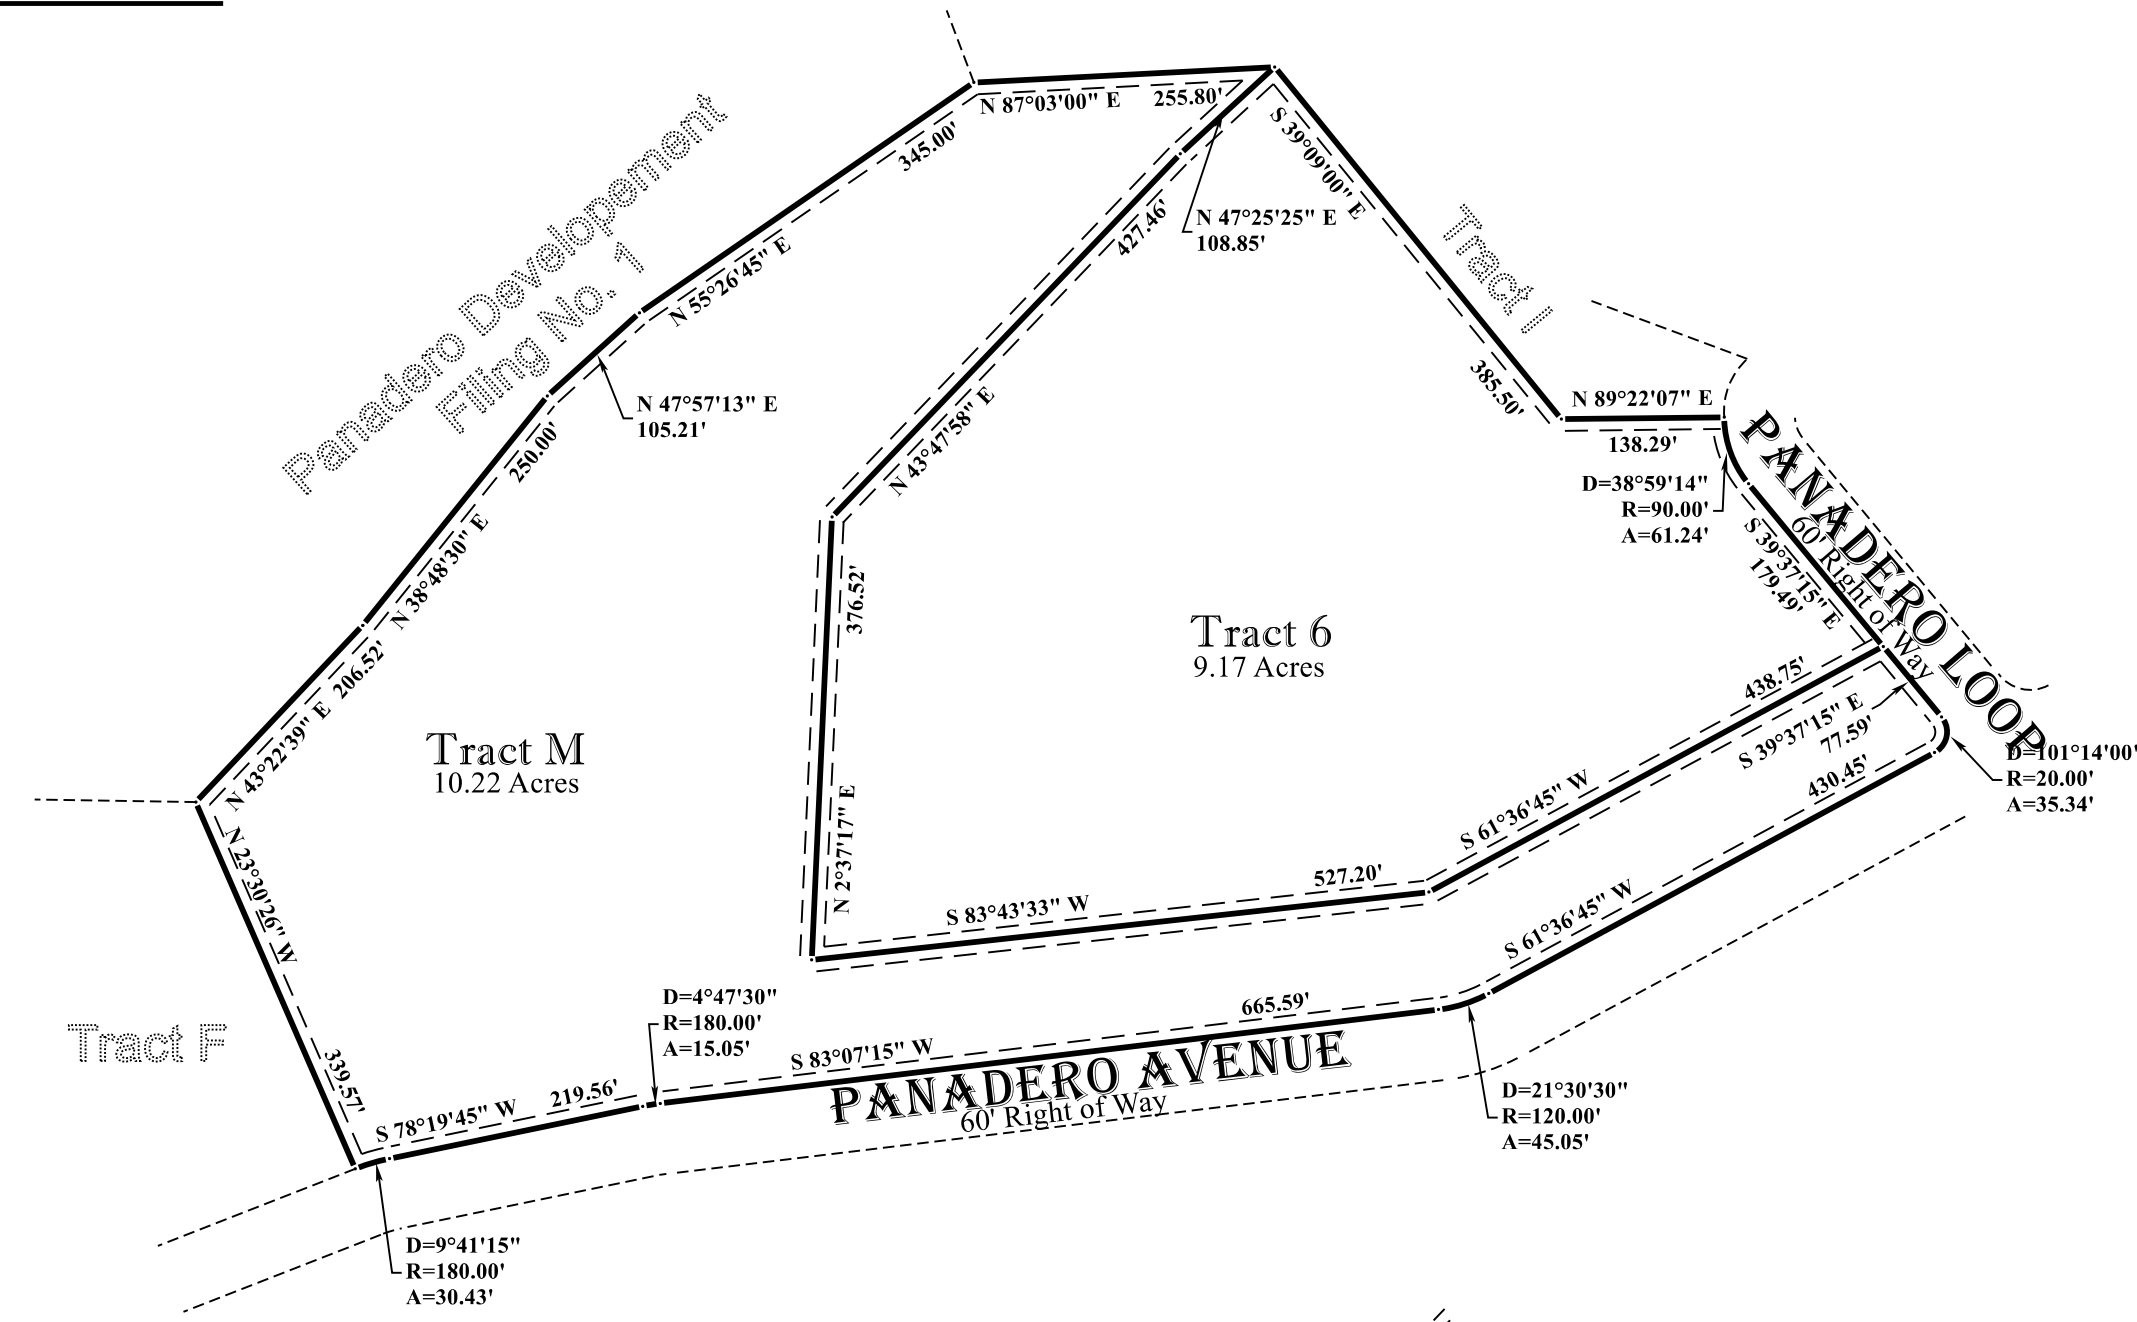 N 87°03'00" E
255.80'
345.00'
S 39°09'00" E
Panadero Developement
Filing No. 1
N 55°26'45" E
427.46'
N 47°25'25" E
108.85'
Tract I
N 47°57'13" E
105.21'
385.50'
N 89°22'07" E
138.29'
250.00'
N 43°47'58" E
D=38°59'14"
R=90.00'
A=61.24'
PANADERO LOOP
60' Right of Way
S 39°37'15" E
179.49'
N 38°48'30" E
376.52'
Tract 6
9.17 Acres
206.52'
N 43°22'39" E
Tract M
10.22 Acres
438.75'
S 39°37'15" E
77.59'
D=101°14'00"
R=20.00'
A=35.34'
430.45'
S 61°36'45" W
N 2°37'17" E
N 23°30'26" W
527.20'
S 83°43'33" W
S 61°36'45" W
Tract F
339.57'
D=4°47'30"
R=180.00'
A=15.05'
665.59'
S 83°07'15" W
PANADERO AVENUE
60' Right of Way
219.56'
S 78°19'45" W
D=21°30'30"
R=120.00'
A=45.05'
D=9°41'15"
R=180.00'
A=30.43'